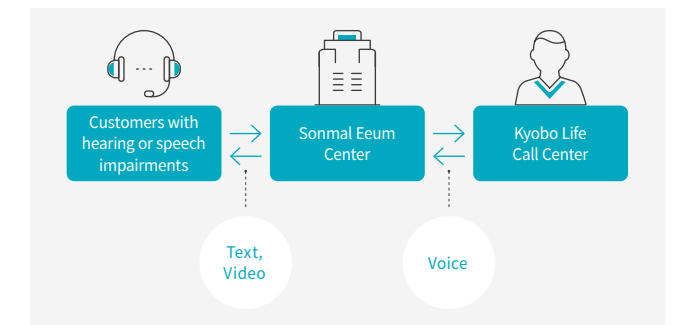 Customers with
hearing or speech
impairments
Sonmal Eeum
Center
Kyobo Life
Call Center
Text,
Video
Voice